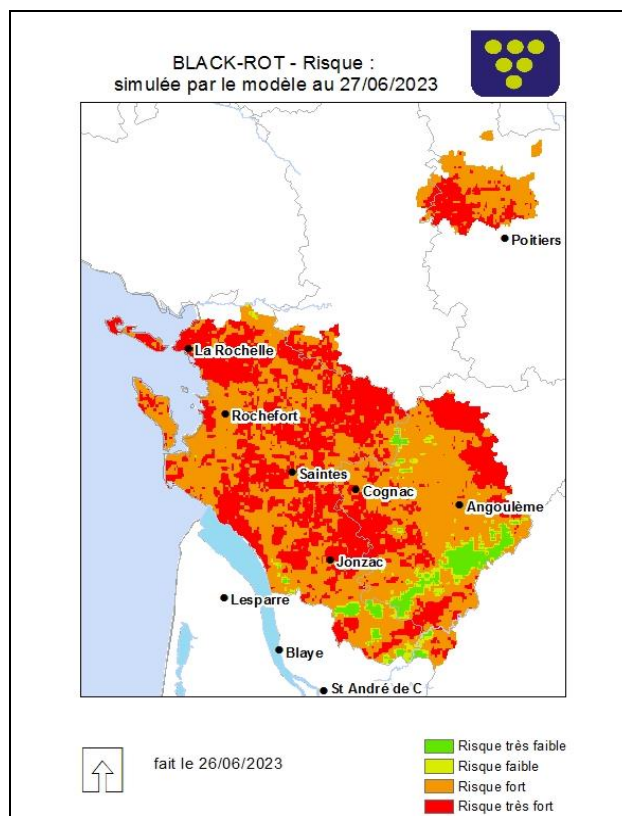 BLACK-ROT - Risque :
simulée par le modèle au 27/06/2023
Poitiers
La Rochelle
Rochefort
Saintes
Cognac
Angoulême
Jonzac
Lesparre
Blaye
St André de C
fait le 26/06/2023
Risque très faible
Risque faible
Risque fort
Risque très fort